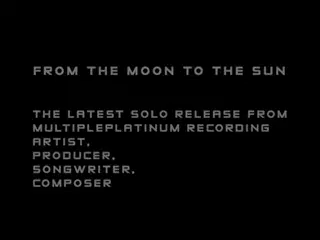 FROM THE MOON TO THE SUN
THE LATEST SOLO RELEASE FROM
MULTIPLEPLATINUM RECORDING
ARTIST,
PRODUCER,
SONGWRITER,
COMPOSER